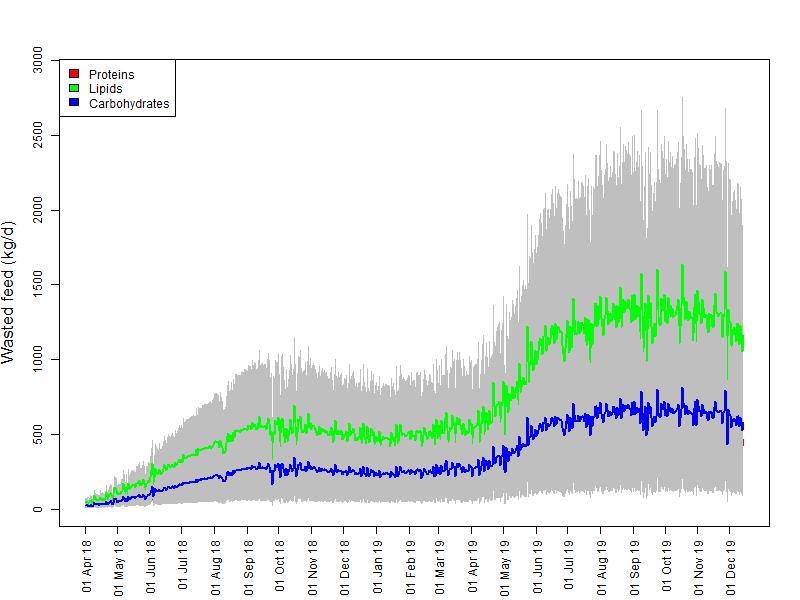 Proteins
Lipids
Carbohydrates
Wasted feed (kg/d)
3000
2500
2000
1500
1000
500
0
01 Apr 18
01 May 18
01 Jun 18
01 Jul 18
01 Aug 18
01 Sep 18
01 Oct 18
01 Nov 18
01 Dec 18
01 Jan 19
01 Feb 19
01 Mar 19
01 Apr 19
01 May 19
01 Jun 19
01 Jul 19
01 Aug 19
01 Sep 19
01 Oct 19
01 Nov 19
01 Dec 19